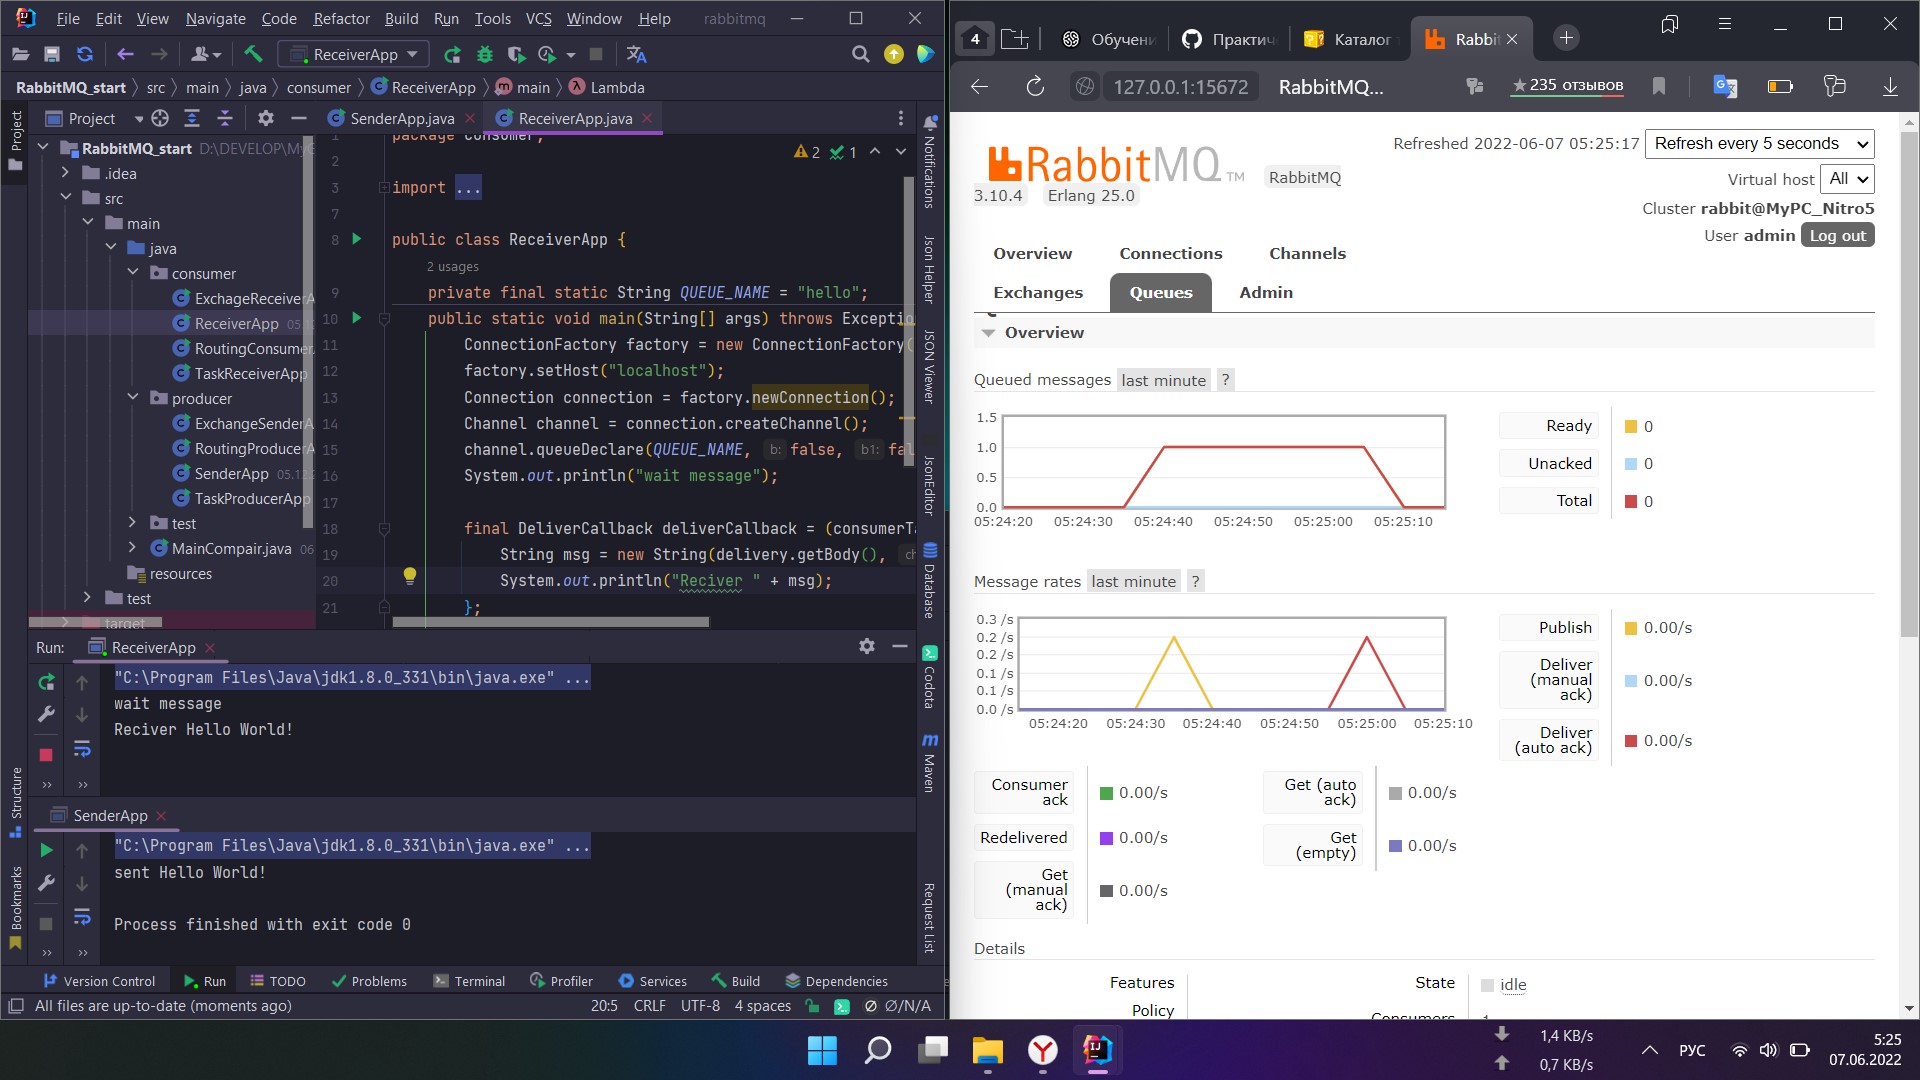 File Edit View Navigate Code Refactor Build Run Tools VCS Window Help rabbitmq
ReceiverApp
RabbitMQ_start src main java consumer ReceiverApp main Lambda
Project
Project
SenderApp.java ReceiverApp.java
RabbitMQ_start
.idea
src
main
java
consumer
ReceiverApp
producer
SenderApp
test
MainCompair.java
resources
test
target
2 1
1 package consumer;
2
3 import ...
7
8 public class ReceiverApp {
2 usages
9 private final static String QUEUE_NAME = "hello";
10 public static void main(String[] args) throws Exceptio
11 ConnectionFactory factory = new ConnectionFactory(
12 factory.setHost("localhost");
13 Connection connection = factory.newConnection();
14 Channel channel = connection.createChannel();
15 channel.queueDeclare(QUEUE_NAME, b: false, b1: fal
16 System.out.println("wait message");
17
18 final DeliverCallback deliverCallback = (consumerTa
19 String msg = new String(delivery.getBody(), ch
20 System.out.println("Reciver " + msg);
21 };
Notifications
Json Helper
JSON Viewer
JsonEditor
Database
Codota
Maven
Request List
Run: ReceiverApp
"C:\Program Files\Java\jdk1.8.0_331\bin\java.exe" ...
wait message
Reciver Hello World!
SenderApp
"C:\Program Files\Java\jdk1.8.0_331\bin\java.exe" ...
sent Hello World!
Process finished with exit code 0
Structure
Bookmarks
Version Control Run TODO Problems Terminal Profiler Services Build Dependencies
All files are up-to-date (moments ago) 20:5 CRLF UTF-8 4 spaces Ø/N/A
4 Обучени Практич Каталог Rabbit
127.0.0.1:15672 RabbitMQ... ★ 235 отзывов
RabbitMQ™ RabbitMQ
3.10.4 Erlang 25.0
Refreshed 2022-06-07 05:25:17 Refresh every 5 seconds
Virtual host All
Cluster rabbit@MyPC_Nitro5
User admin Log out
Overview Connections Channels
Exchanges Queues Admin
Overview
Queued messages last minute ?
1.5
1.0
0.5
0.0
05:24:20 05:24:30 05:24:40 05:24:50 05:25:00 05:25:10
Ready 0
Unacked 0
Total 0
Message rates last minute ?
0.3 /s
0.2 /s
0.2 /s
0.1 /s
0.1 /s
0.0 /s
05:24:20 05:24:30 05:24:40 05:24:50 05:25:00 05:25:10
Publish 0.00/s
Deliver (manual ack) 0.00/s
Deliver (auto ack) 0.00/s
Consumer ack 0.00/s
Get (auto ack) 0.00/s
Redelivered 0.00/s
Get (empty) 0.00/s
Get (manual ack) 0.00/s
Details
Features
State idle
Policy
Consumers
1,4 KB/s
0,7 KB/s
РУС
5:25
07.06.2022